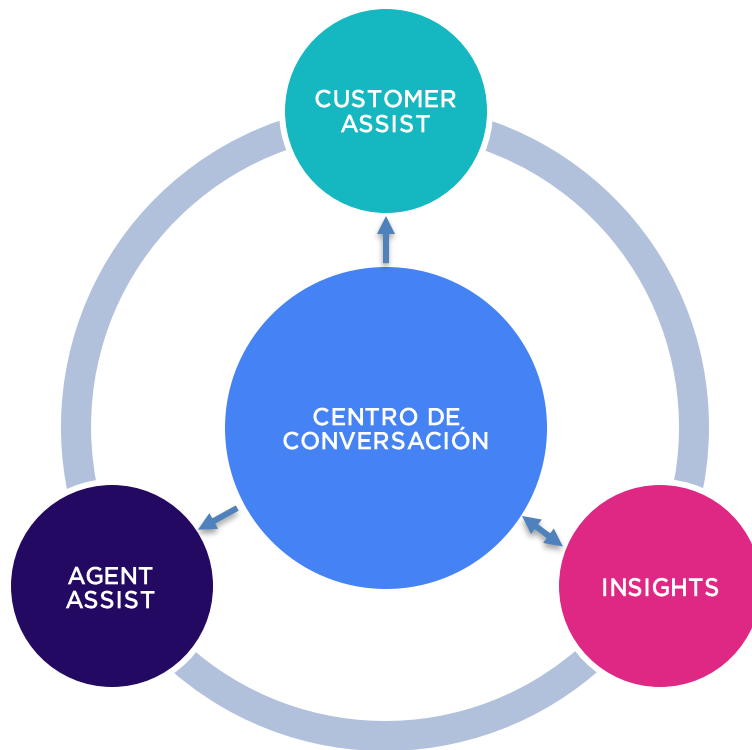 CUSTOMER
ASSIST
CENTRO DE
CONVERSACIÓN
AGENT
ASSIST
INSIGHTS